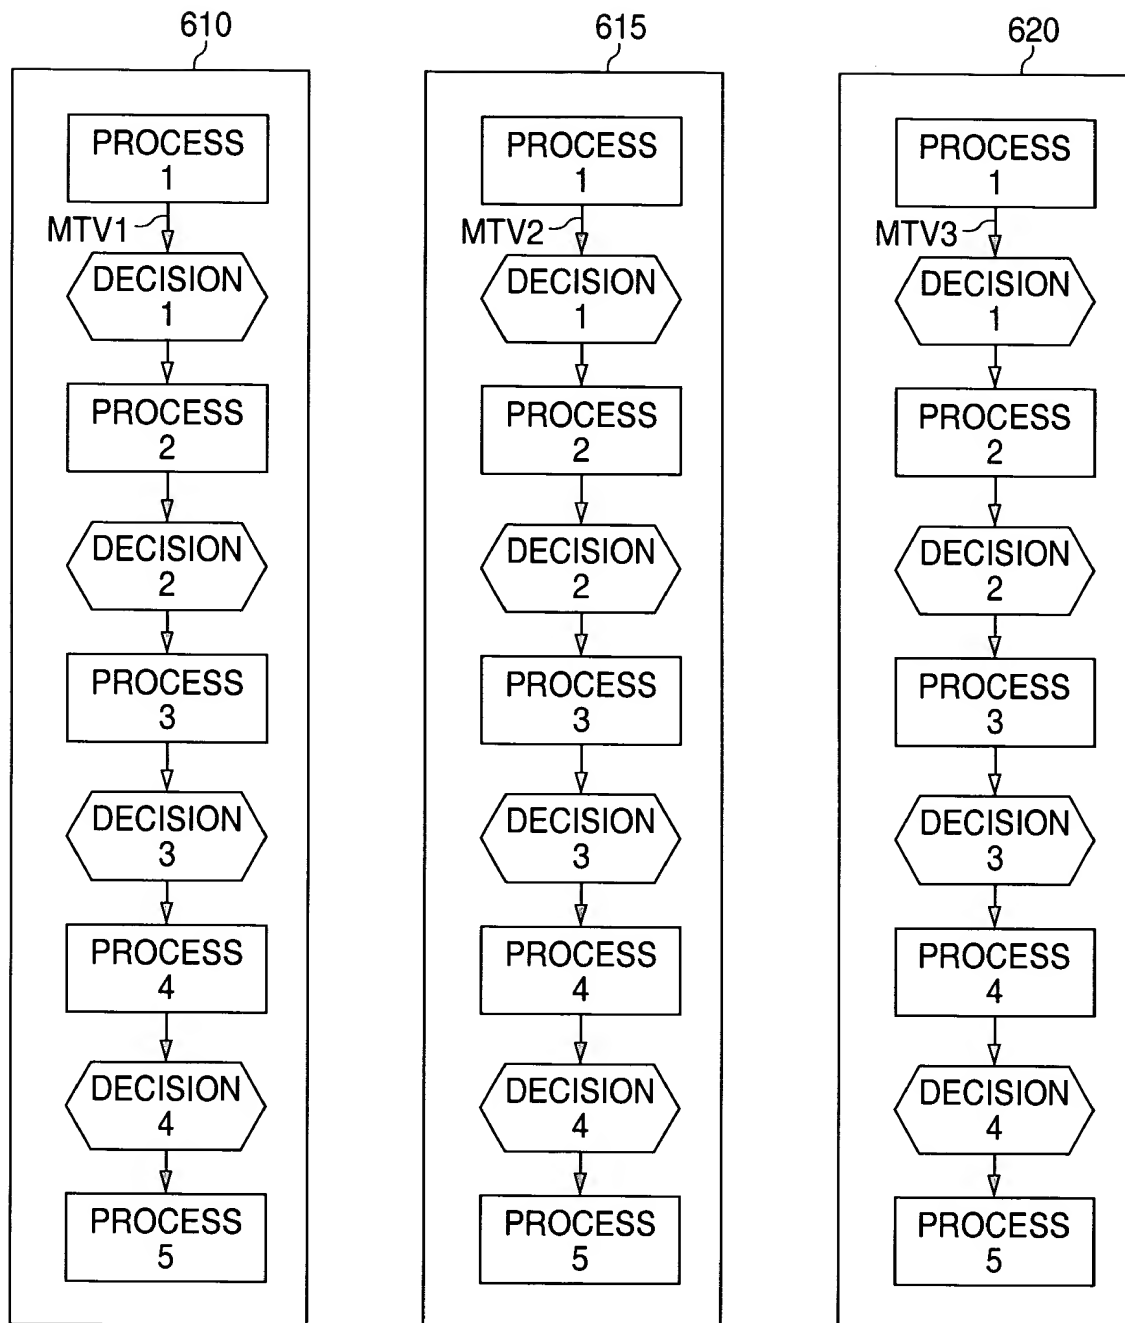 610
PROCESS
1
MTV1
DECISION
1
PROCESS
2
DECISION
2
PROCESS
3
DECISION
3
PROCESS
4
DECISION
4
PROCESS
5
615
PROCESS
1
MTV2
DECISION
1
PROCESS
2
DECISION
2
PROCESS
3
DECISION
3
PROCESS
4
DECISION
4
PROCESS
5
620
PROCESS
1
MTV3
DECISION
1
PROCESS
2
DECISION
2
PROCESS
3
DECISION
3
PROCESS
4
DECISION
4
PROCESS
5